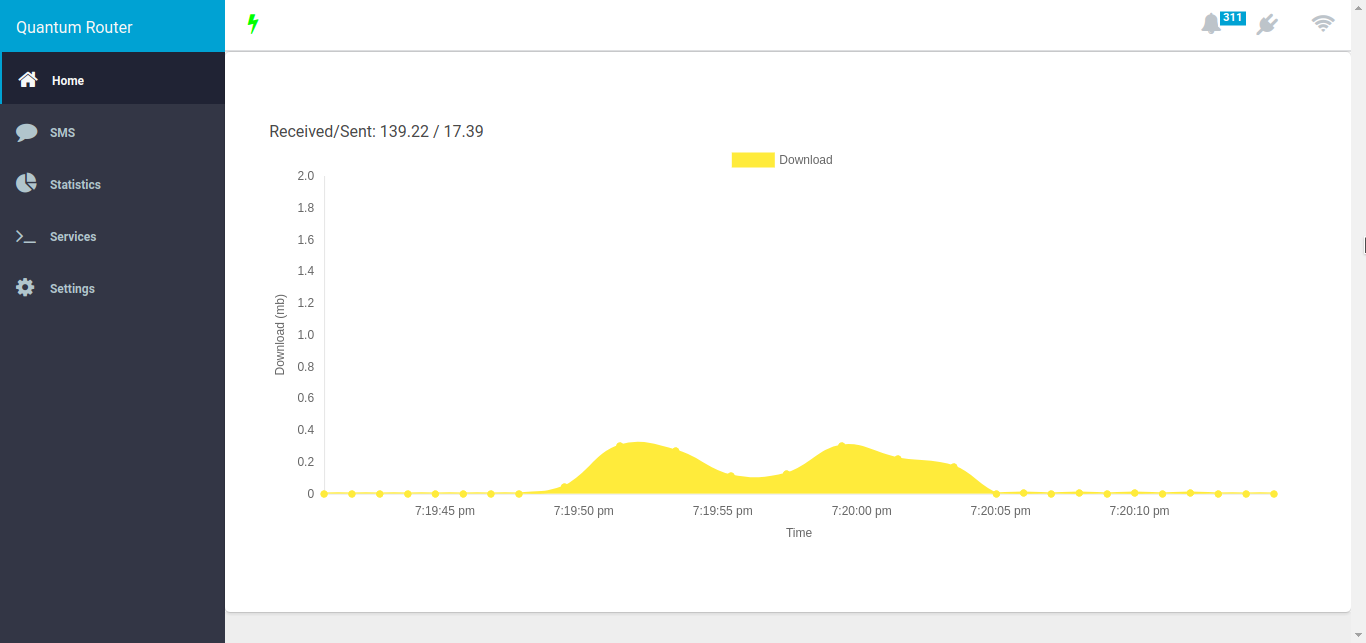 Quantum Router
311
Home
SMS
Statistics
Services
Settings
Received/Sent: 139.22 / 17.39
Download
2.0
1.8
1.6
1.4
1.2
1.0
0.8
0.6
0.4
0.2
0
Download (mb)
7:19:45 pm 7:19:50 pm 7:19:55 pm 7:20:00 pm 7:20:05 pm 7:20:10 pm
Time